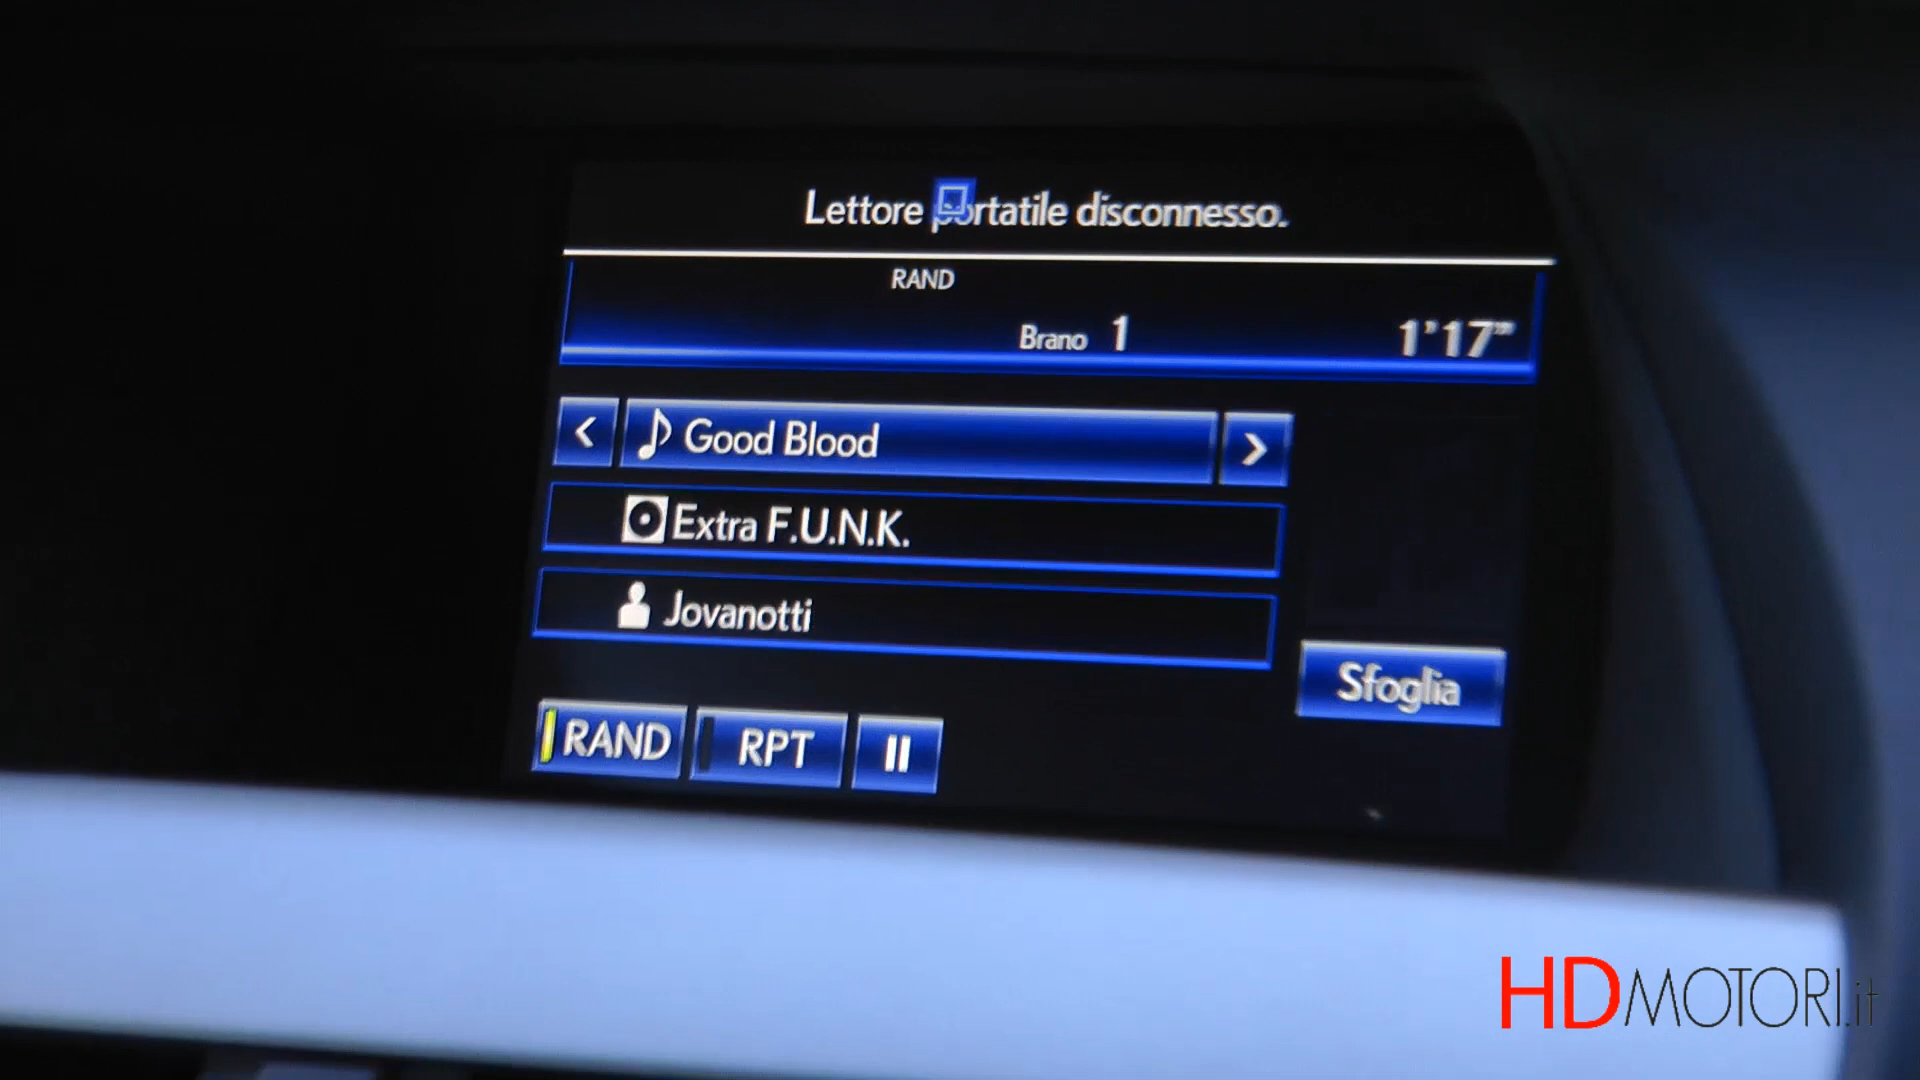 Lettore portatile disconnesso.
RAND
Brano 1 1'17"
< Good Blood >
Extra F.U.N.K.
Jovanotti
Sfoglia
RAND RPT
HDMOTORI.it